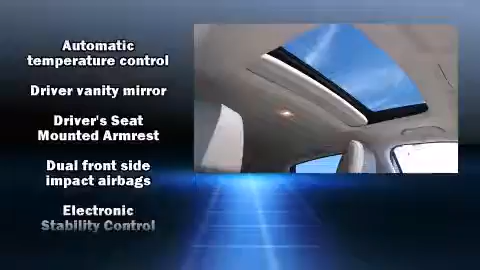 Automatic
temperature control
Driver vanity mirror
Driver's Seat
Mounted Armrest
Dual front side
impact airbags
Electronic
Stability Control